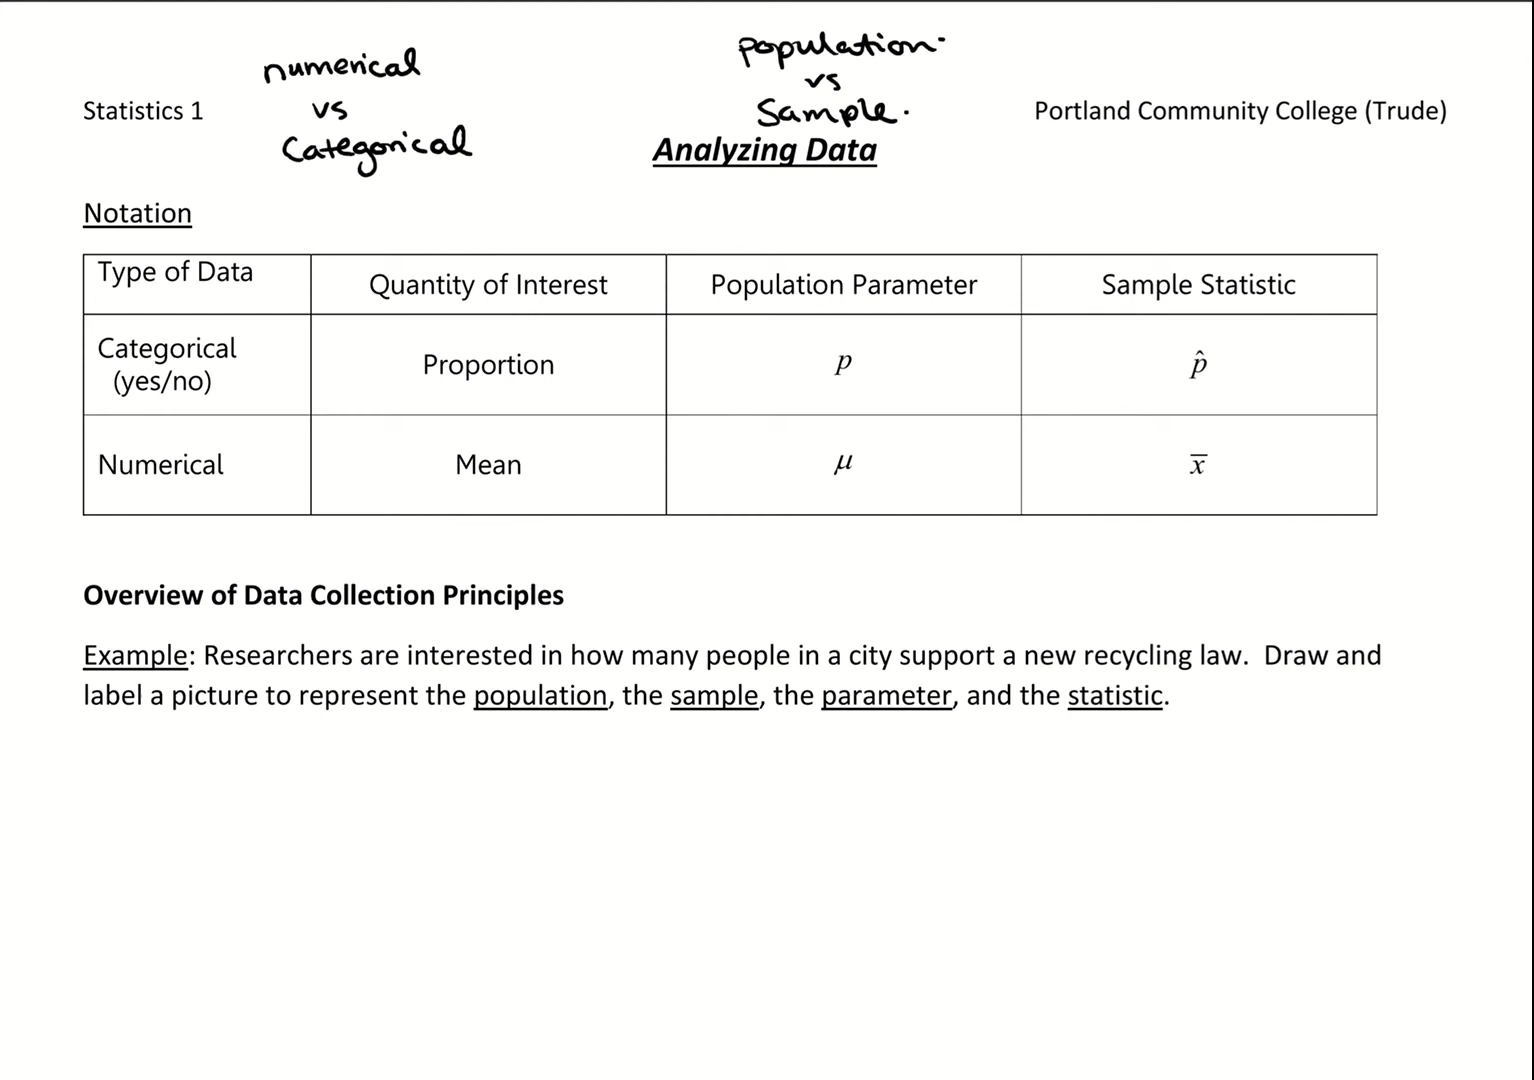 numerical
vs
Categorical
population.
vs
Sample.
Statistics 1
Portland Community College (Trude)
Analyzing Data
Notation
Type of Data
Quantity of Interest
Population Parameter
Sample Statistic
Categorical
(yes/no)
Proportion
p
p̂
Numerical
Mean
μ
x̅
Overview of Data Collection Principles
Example: Researchers are interested in how many people in a city support a new recycling law. Draw and
label a picture to represent the population, the sample, the parameter, and the statistic.